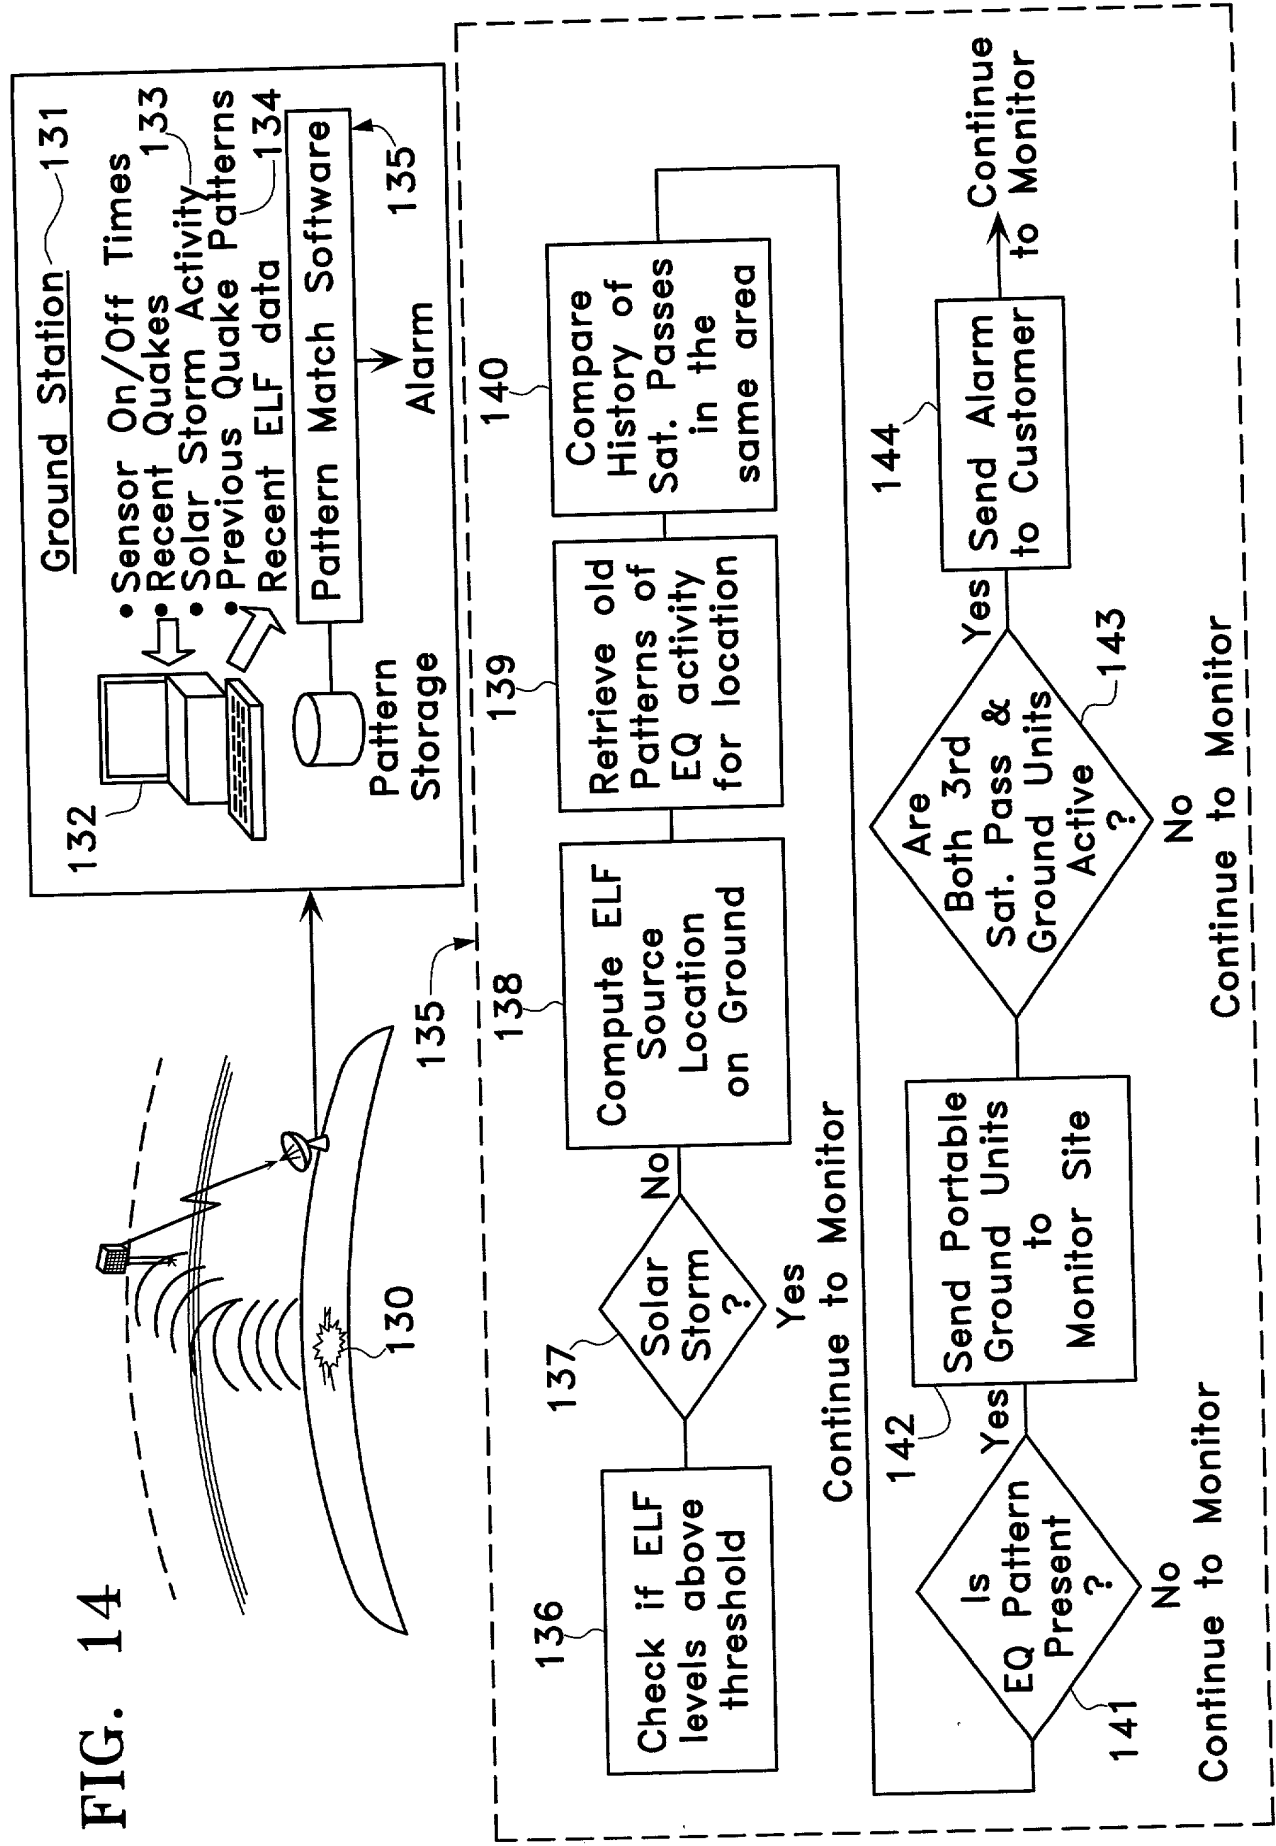 FIG. 14
130
Ground Station
131
132
• Sensor On/Off Times
• Recent Quakes
133
• Solar Storm Activity
• Previous Quake Patterns
Recent ELF data
134
Pattern Match Software
135
Pattern
Storage
Alarm
135
136
Check if ELF
levels above
threshold
137
Solar
Storm
?
No
Yes
Continue to Monitor
138
Compute ELF
Source
Location
on Ground
139
Retrieve old
Patterns of
EQ activity
for location
140
Compare
History of
Sat. Passes
in the
same area
141
Is
EQ Pattern
Present
?
Yes
No
Continue to Monitor
142
Send Portable
Ground Units
to
Monitor Site
143
Are
Both 3rd
Sat. Pass &
Ground Units
Active
?
Yes
No
Continue to Monitor
144
Send Alarm
to Customer
Continue
to Monitor